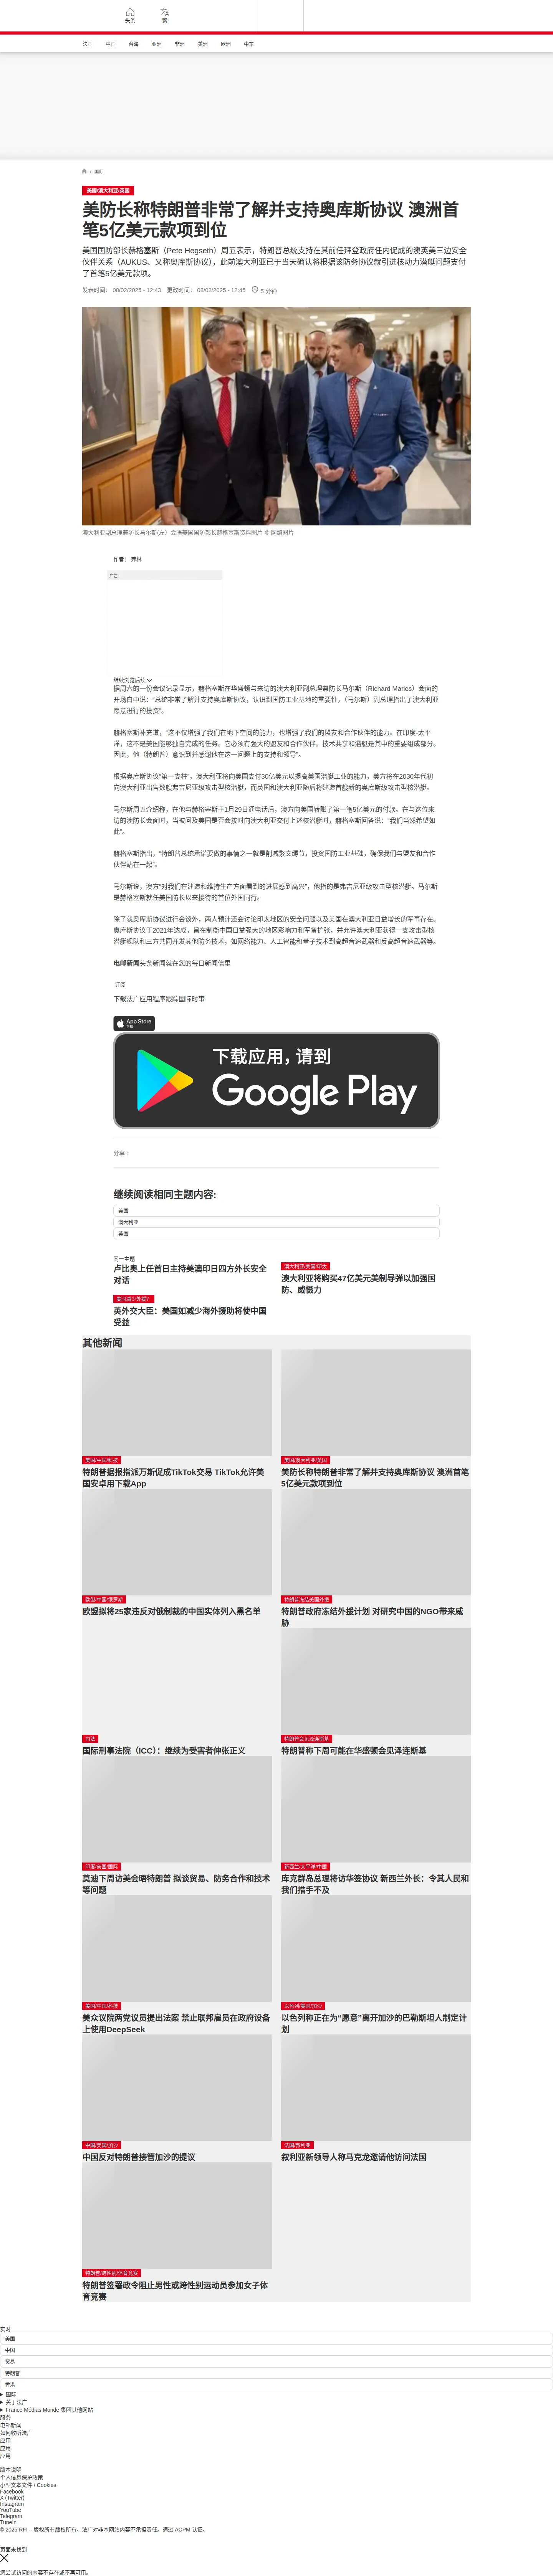 头条
繁
法国 中国 台海 亚洲 非洲 美洲 欧洲 中东
/ 国际
美国/澳大利亚/英国
美防长称特朗普非常了解并支持奥库斯协议 澳洲首
笔5亿美元款项到位
美国国防部长赫格塞斯（Pete Hegseth）周五表示，特朗普总统支持在其前任拜登政府任内促成的澳英美三边安全
伙伴关系（AUKUS、又称奥库斯协议），此前澳大利亚已于当天确认将根据该防务协议就引进核动力潜艇问题支付
了首笔5亿美元款项。
发表时间： 08/02/2025 - 12:43 更改时间： 08/02/2025 - 12:45 5 分钟
澳大利亚副总理兼防长马尔斯(左）会晤美国国防部长赫格塞斯资料图片 © 网络图片
作者： 弗林
广告
继续浏览后续
据周六的一份会议记录显示，赫格塞斯在华盛顿与来访的澳大利亚副总理兼防长马尔斯（Richard Marles）会面的
开场白中说：“总统非常了解并支持奥库斯协议，认识到国防工业基地的重要性，（马尔斯）副总理指出了澳大利亚
愿意进行的投资”。
赫格塞斯补充道，“这不仅增强了我们在地下空间的能力，也增强了我们的盟友和合作伙伴的能力。在印度-太平
洋，这不是美国能够独自完成的任务。它必须有强大的盟友和合作伙伴。技术共享和潜艇是其中的重要组成部分。
因此，他（特朗普）意识到并感谢他在这一问题上的支持和领导”。
根据奥库斯协议“第一支柱”，澳大利亚将向美国支付30亿美元以提高美国潜艇工业的能力，美方将在2030年代初
向澳大利亚出售数艘弗吉尼亚级攻击型核潜艇，而英国和澳大利亚随后将建造首艘新的奥库斯级攻击型核潜艇。
马尔斯周五介绍称，在他与赫格塞斯于1月29日通电话后，澳方向美国转账了第一笔5亿美元的付款。在与这位来
访的澳防长会面时，当被问及美国是否会按时向澳大利亚交付上述核潜艇时，赫格塞斯回答说：“我们当然希望如
此”。
赫格塞斯指出，“特朗普总统承诺要做的事情之一就是削减繁文缛节，投资国防工业基础，确保我们与盟友和合作
伙伴站在一起”。
马尔斯说，澳方“对我们在建造和维持生产方面看到的进展感到高兴”，他指的是弗吉尼亚级攻击型核潜艇。马尔斯
是赫格塞斯就任美国防长以来接待的首位外国同行。
除了就奥库斯协议进行会谈外，两人预计还会讨论印太地区的安全问题以及美国在澳大利亚日益增长的军事存在。
奥库斯协议于2021年达成，旨在制衡中国日益强大的地区影响力和军备扩张，并允许澳大利亚获得一支攻击型核
潜艇舰队和三方共同开发其他防务技术，如网络能力、人工智能和量子技术到高超音速武器和反高超音速武器等。
电邮新闻头条新闻就在您的每日新闻信里
订阅
下载法广应用程序跟踪国际时事
App Store
下载
下载应用，请到
Google Play
分享 :
继续阅读相同主题内容:
美国
澳大利亚
英国
同一主题
卢比奥上任首日主持美澳印日四方外长安全
对话
澳大利亚/美国/印太
澳大利亚将购买47亿美元美制导弹以加强国
防、威慑力
美国减少外援？
英外交大臣：美国如减少海外援助将使中国
受益
其他新闻
美国/中国/科技
特朗普据报指派万斯促成TikTok交易 TikTok允许美
国安卓用下载App
美国/澳大利亚/英国
美防长称特朗普非常了解并支持奥库斯协议 澳洲首笔
5亿美元款项到位
欧盟/中国/俄罗斯
欧盟拟将25家违反对俄制裁的中国实体列入黑名单
特朗普冻结美国外援
特朗普政府冻结外援计划 对研究中国的NGO带来威
胁
司法
国际刑事法院（ICC）：继续为受害者伸张正义
特朗普会见泽连斯基
特朗普称下周可能在华盛顿会见泽连斯基
印度/美国/国际
莫迪下周访美会晤特朗普 拟谈贸易、防务合作和技术
等问题
新西兰/太平洋/中国
库克群岛总理将访华签协议 新西兰外长：令其人民和
我们措手不及
美国/中国/科技
美众议院两党议员提出法案 禁止联邦雇员在政府设备
上使用DeepSeek
以色列/美国/加沙
以色列称正在为“愿意”离开加沙的巴勒斯坦人制定计
划
中国/美国/加沙
中国反对特朗普接管加沙的提议
法国/叙利亚
叙利亚新领导人称马克龙邀请他访问法国
特朗普/跨性别/体育竞赛
特朗普签署政令阻止男性或跨性别运动员参加女子体
育竞赛
实时
美国
中国
贸易
特朗普
香港
国际
关于法广
France Médias Monde 集团其他网站
服务
电邮新闻
如何收听法广
应用
应用
应用
版本说明
个人信息保护政策
小型文本文件 / Cookies
Facebook
X (Twitter)
Instagram
YouTube
Telegram
TuneIn
© 2025 RFI – 版权所有版权所有。法广对非本网站内容不承担责任。通过 ACPM 认证。
页面未找到
您尝试访问的内容不存在或不再可用。